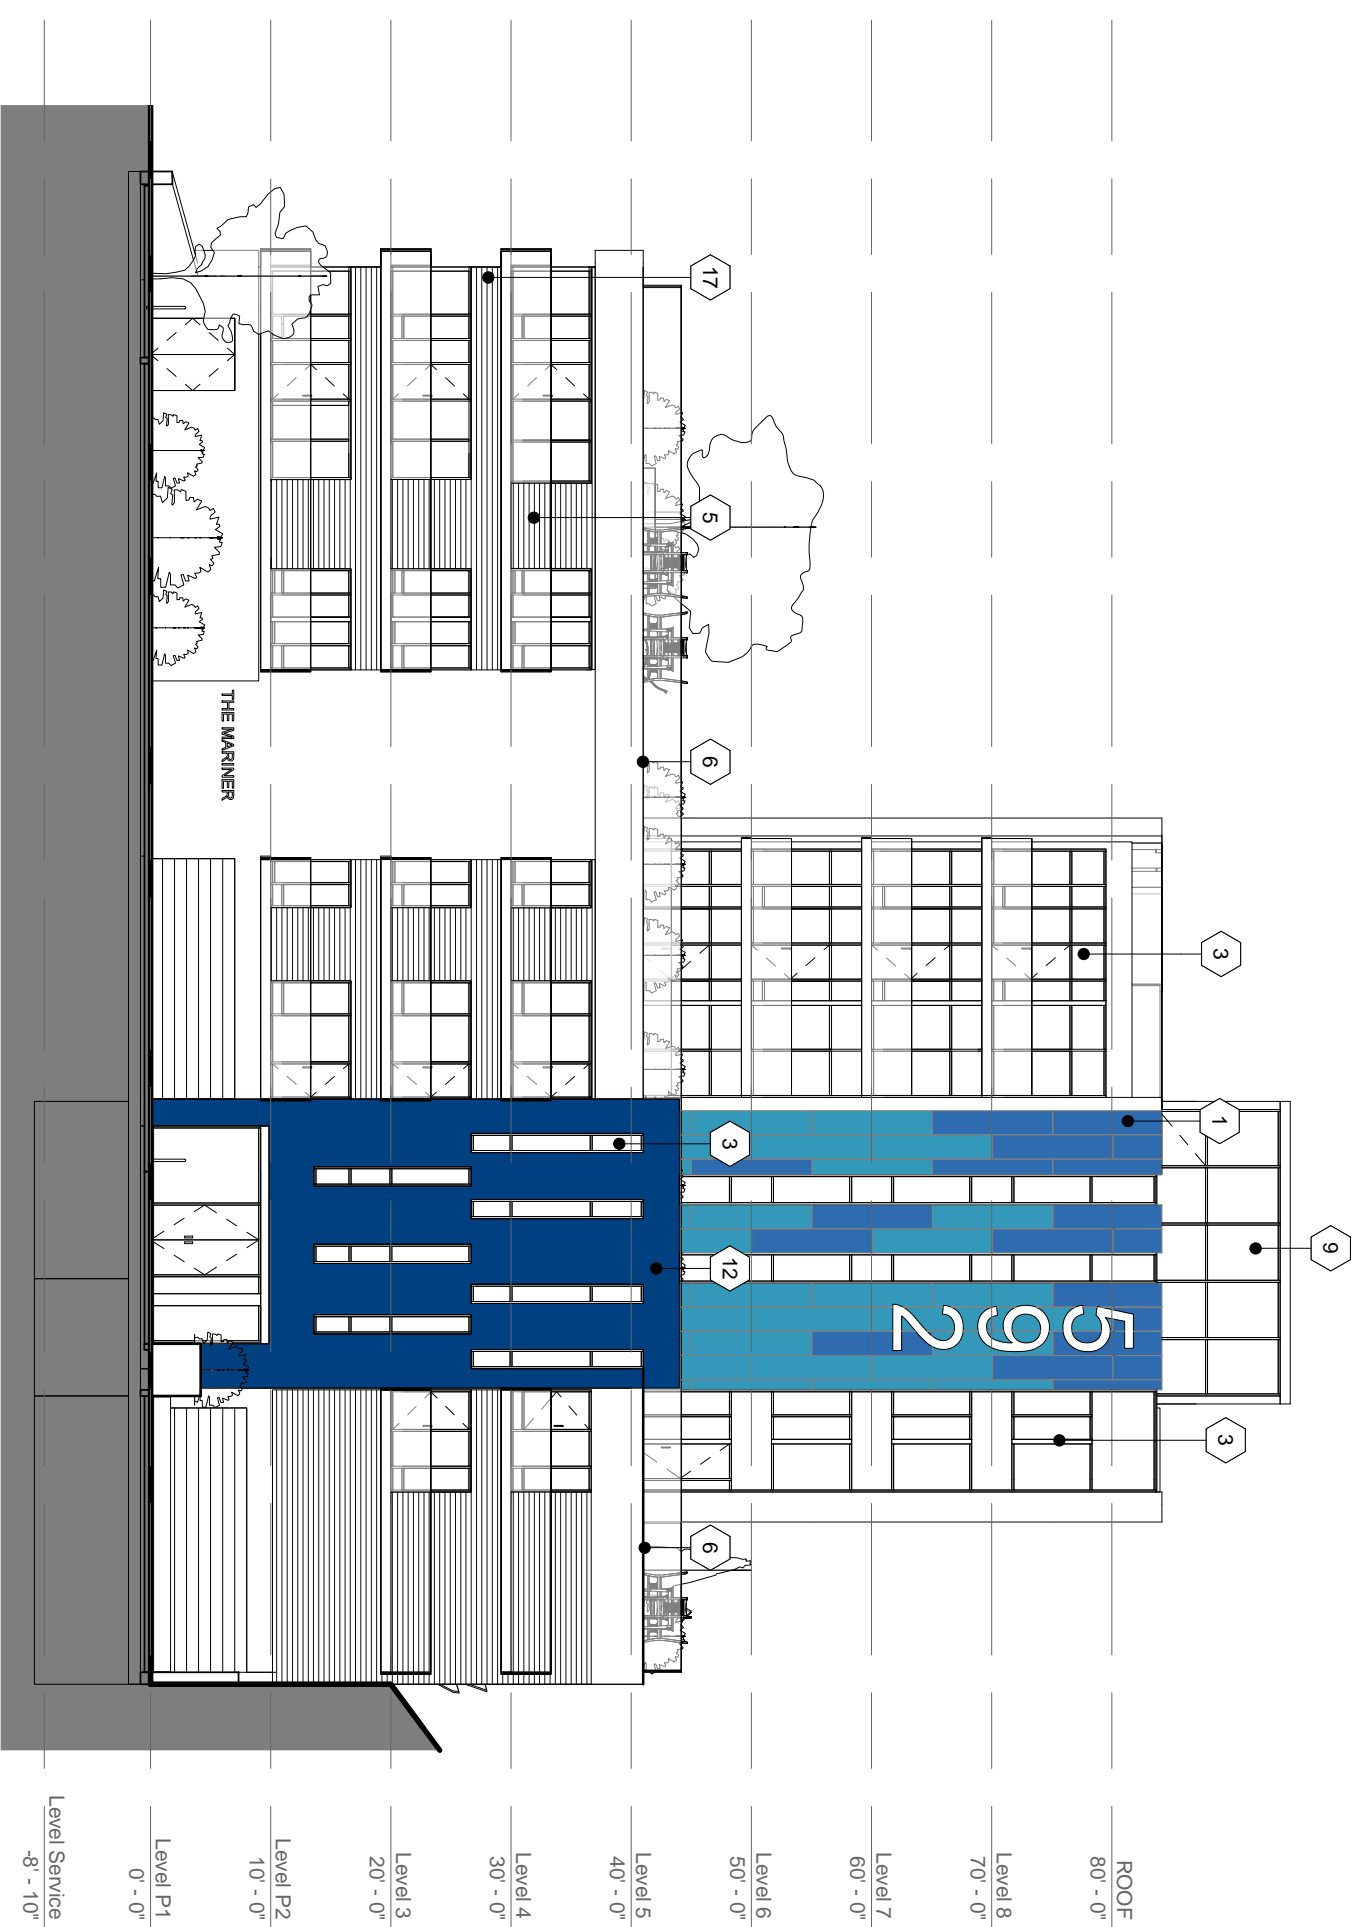 9
3
1
3
ROOF
80' - 0"
592
Level 8
70' - 0"
Level 7
60' - 0"
17
5
6
3
12
6
Level 6
50' - 0"
Level 5
40' - 0"
Level 4
30' - 0"
Level 3
20' - 0"
THE MARINER
Level P2
10' - 0"
Level P1
0' - 0"
Level Service
-8' - 10"